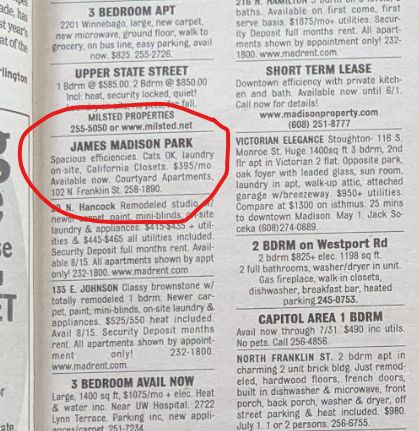 3 BEDROOM APT
2201 Winnebago, large, new carpet,
new microwave, ground floor, walk to
grocery, on bus line, easy parking, avail
now. $825. 255-2726.
UPPER STATE STREET
1 Bdrm @ $585.00 2 Bdrm @ $850.00
Incl: heat, security locked, quiet!
for fall.
MILSTED PROPERTIES
255-5050 or www.milsted.net
JAMES MADISON PARK
Spacious efficiencies. Cats OK, laundry
on-site, California Closets. $395/mo.
Available now. Courtyard Apartments,
102 N Franklin St. 258-1890.
N. Hancock Remodeled studio w/
newer carpet, paint, mini-blinds, on-site
laundry & appliances. $415-$435 + util-
ities & $445-$465 all utilities included.
Security Deposit full months rent. Avail-
able 8/15. All apartments shown by appt
only! 232-1800. www.madrent.com
135 E. JOHNSON Classy brownstone w/
totally remodeled 1 bdrm. Newer car-
pet, paint, mini-blinds, on-site laundry &
appliances. $525/$50 heat included.
Avail 8/15. Security Deposit months
rent. All apartments shown by appoint-
ment only! 232-1800.
www.madrent.com.
3 BEDROOM AVAIL NOW
Large, 1400 sq ft, $1075/mo + elec. Heat
& water inc. Near UW Hospital. 2722
Lynn Terrace. Parking inc, new appli-
ances/carpet 251-7234
baths. Available on first come, first
serve basis. $1875/mo+ utilities. Secur-
ity Deposit full months rent. All apart-
ments shown by appointment only! 232-
1800. www.madrent.com.
SHORT TERM LEASE
Downtown efficiency with private kitch-
en and bath. Available now until 6/1.
Call now for details!
www.madisonproperty.com
(608) 251-8777
VICTORIAN ELEGANCE Stoughton- 116 S.
Monroe St. Huge 1400sq ft 3 bdrm, 2nd
flr apt in Victorian 2 flat. Opposite park,
oak foyer with leaded glass, sun room,
laundry in apt, walk-up attic, attached
garage w/breezeway. $950+ utilities.
Compare at $1300 on isthmus. 25 mins
to downtown Madison. May 1. Jack So-
ceka (608)274-0889.
2 BDRM on Westport Rd
2 bdrm $825+ elec. 1198 sq ft.
2 full bathrooms, washer/dryer in unit.
Gas fireplace, walk-in closets,
dishwasher, breakfast bar, heated
parking.245-0753.
CAPITOL AREA 1 BDRM
Avail now through 7/31. $490 inc utils.
No pets. Call 256-4856.
NORTH FRANKLIN ST. 2 bdrm apt in
charming 2 unit brick bldg. Just remod-
eled, hardwood floors, french doors,
built in dishwasher & microwave, front
porch, back porch, washer & dryer, off
street parking & heat included. $980.
July 1. 1 or 2 persons. 256-6755.